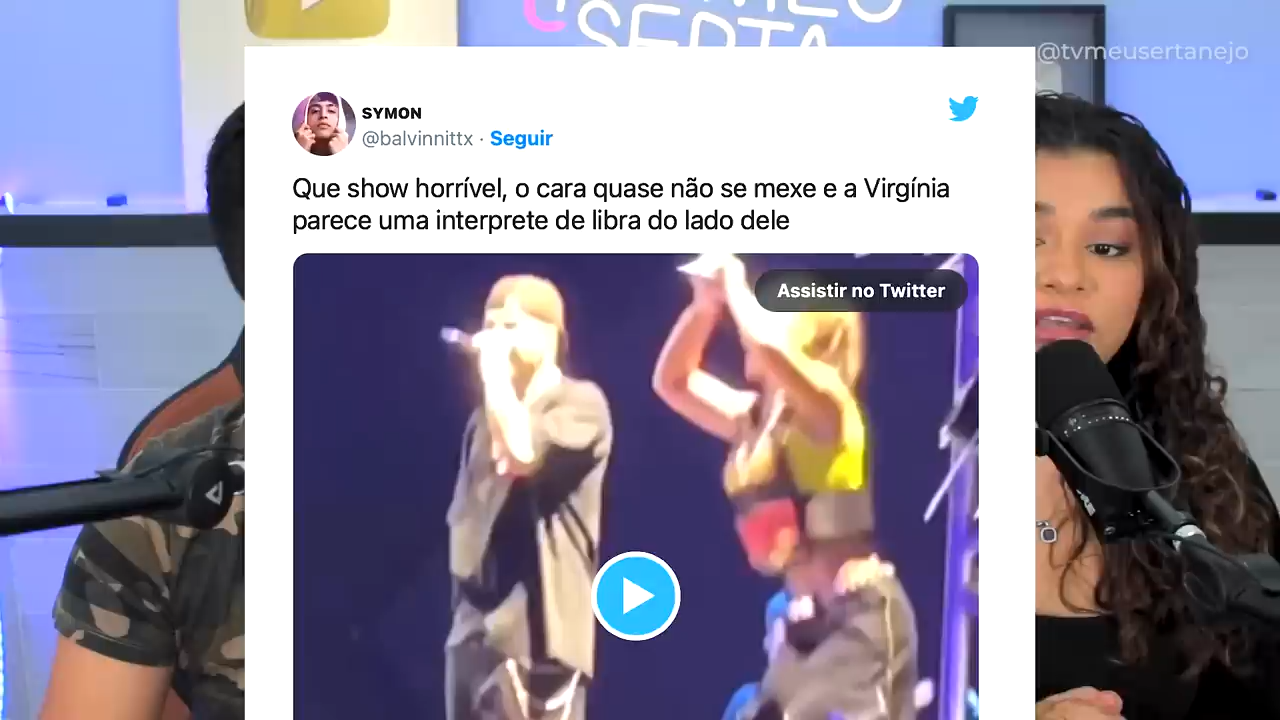 SERTA
@tvmeusertanejo
SYMON
@balvinnittx · Seguir
Que show horrível, o cara quase não se mexe e a Virgínia
parece uma interprete de libra do lado dele
Assistir no Twitter